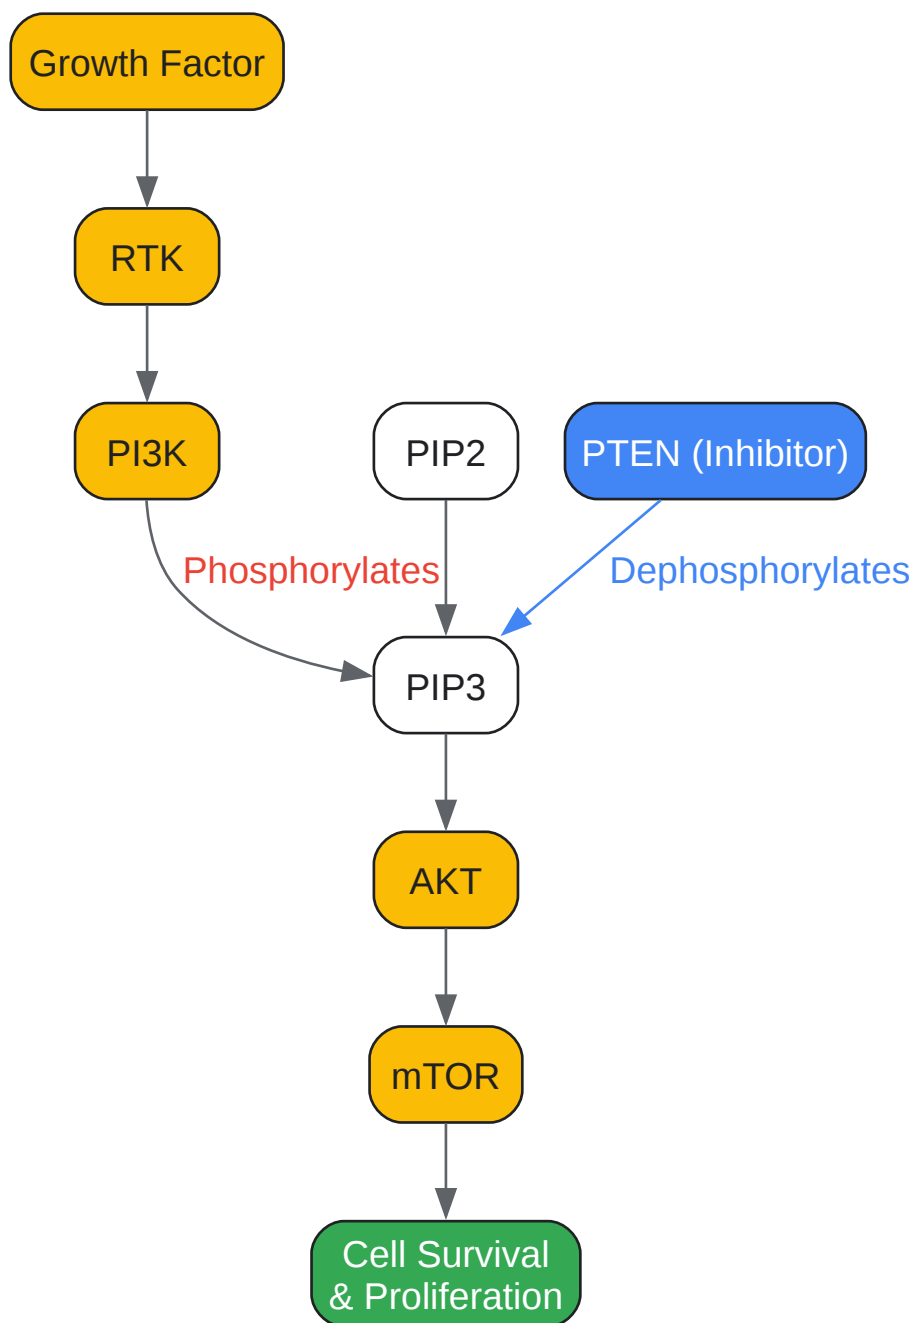 Growth Factor
RTK
PI3K
PIP2
PTEN (Inhibitor)
Phosphorylates
Dephosphorylates
PIP3
AKT
mTOR
Cell Survival
& Proliferation